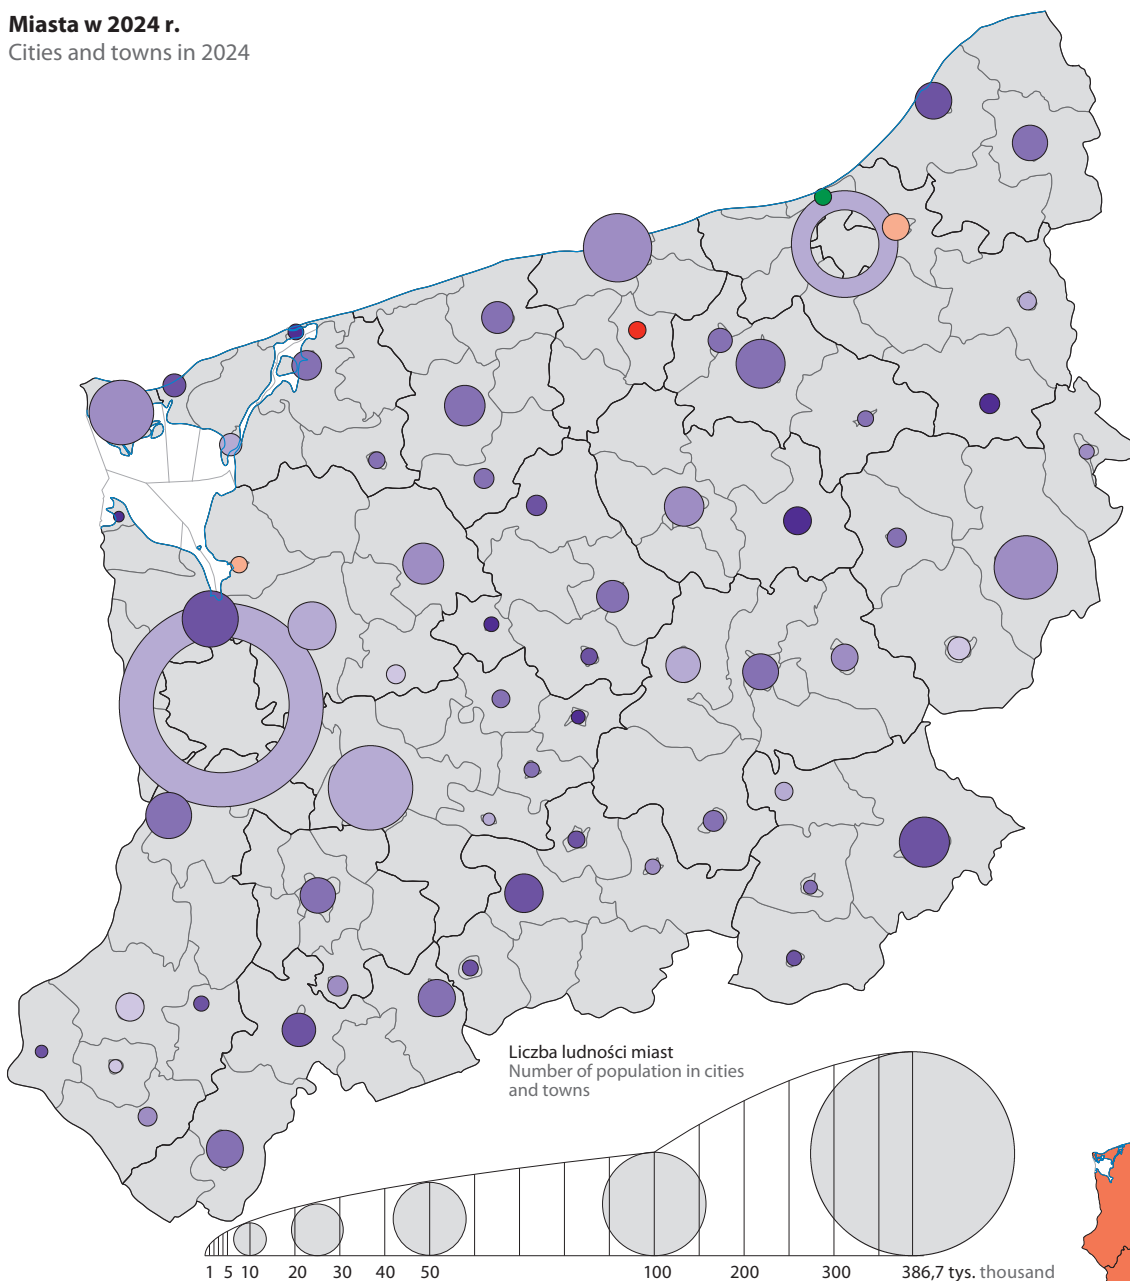 Miasta w 2024 r.
Cities and towns in 2024
Liczba ludności miast
Number of population in cities
and towns
1 5 10 20 30 40 50 100 200 300 386,7 tys. thousand